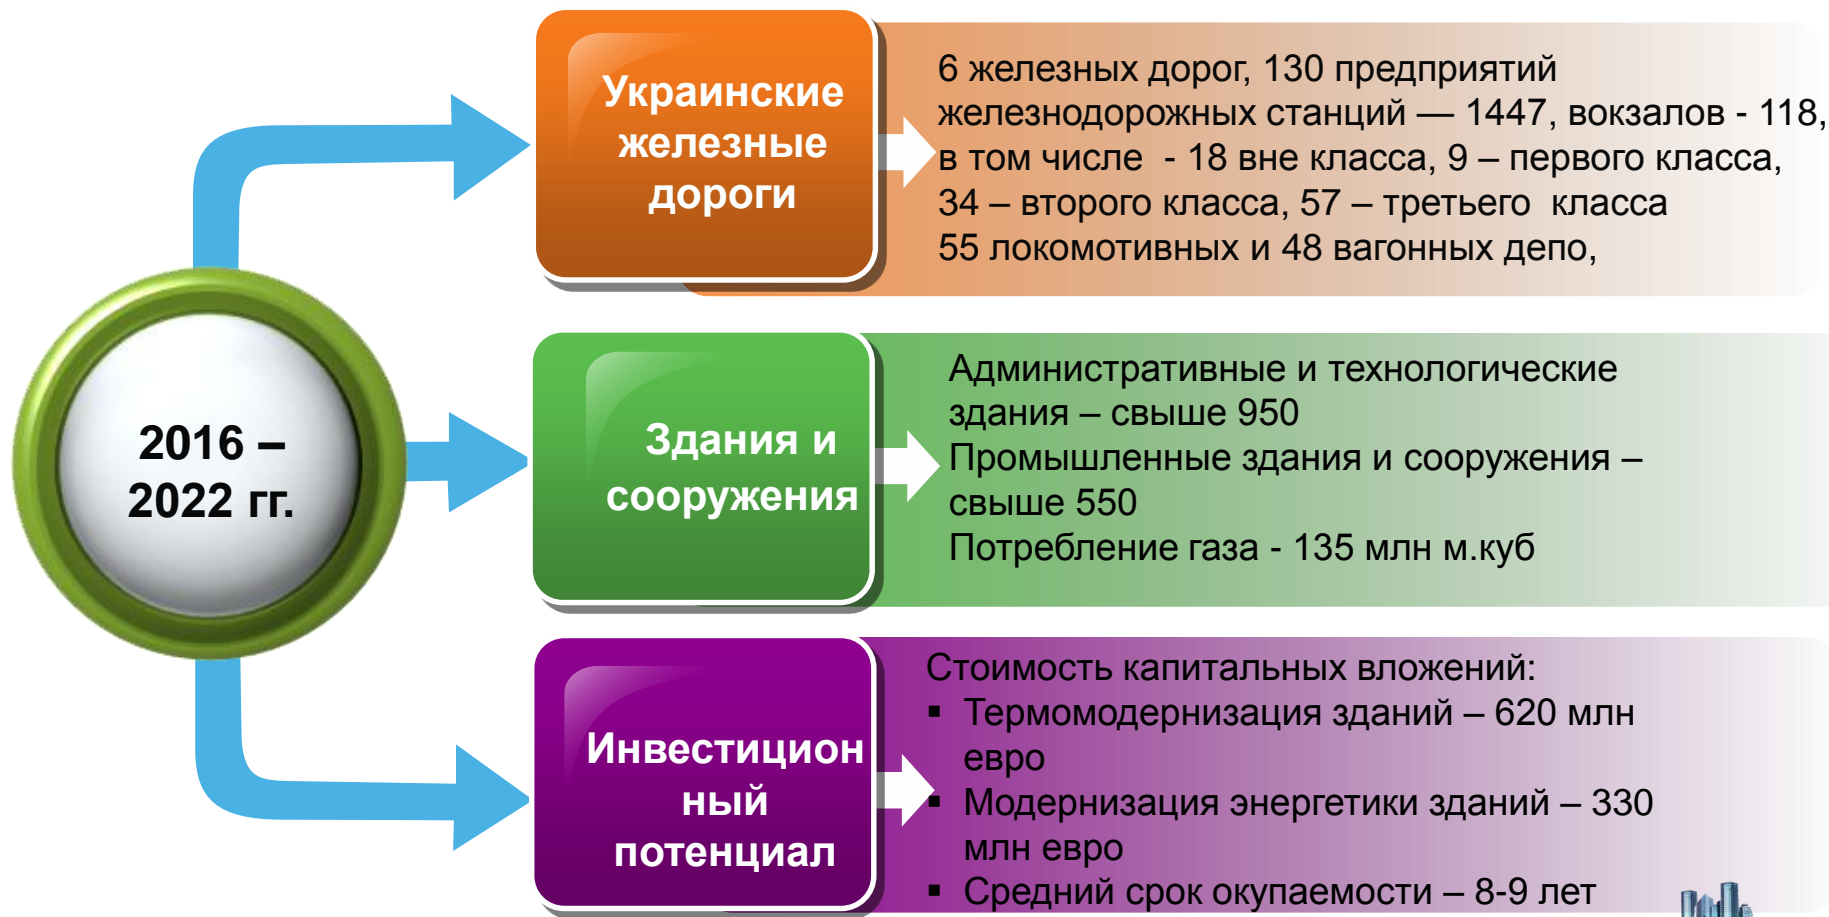 2016 –
2022 гг.
Украинские
железные
дороги
6 железных дорог, 130 предприятий
железнодорожных станций — 1447, вокзалов - 118,
в том числе - 18 вне класса, 9 – первого класса,
34 – второго класса, 57 – третьего класса
55 локомотивных и 48 вагонных депо,
Здания и
сооружения
Административные и технологические
здания – свыше 950
Промышленные здания и сооружения –
свыше 550
Потребление газа - 135 млн м.куб
Инвестицион
ный
потенциал
Стоимость капитальных вложений:
▪ Термомодернизация зданий – 620 млн
евро
▪ Модернизация энергетики зданий – 330
млн евро
▪ Средний срок окупаемости – 8-9 лет